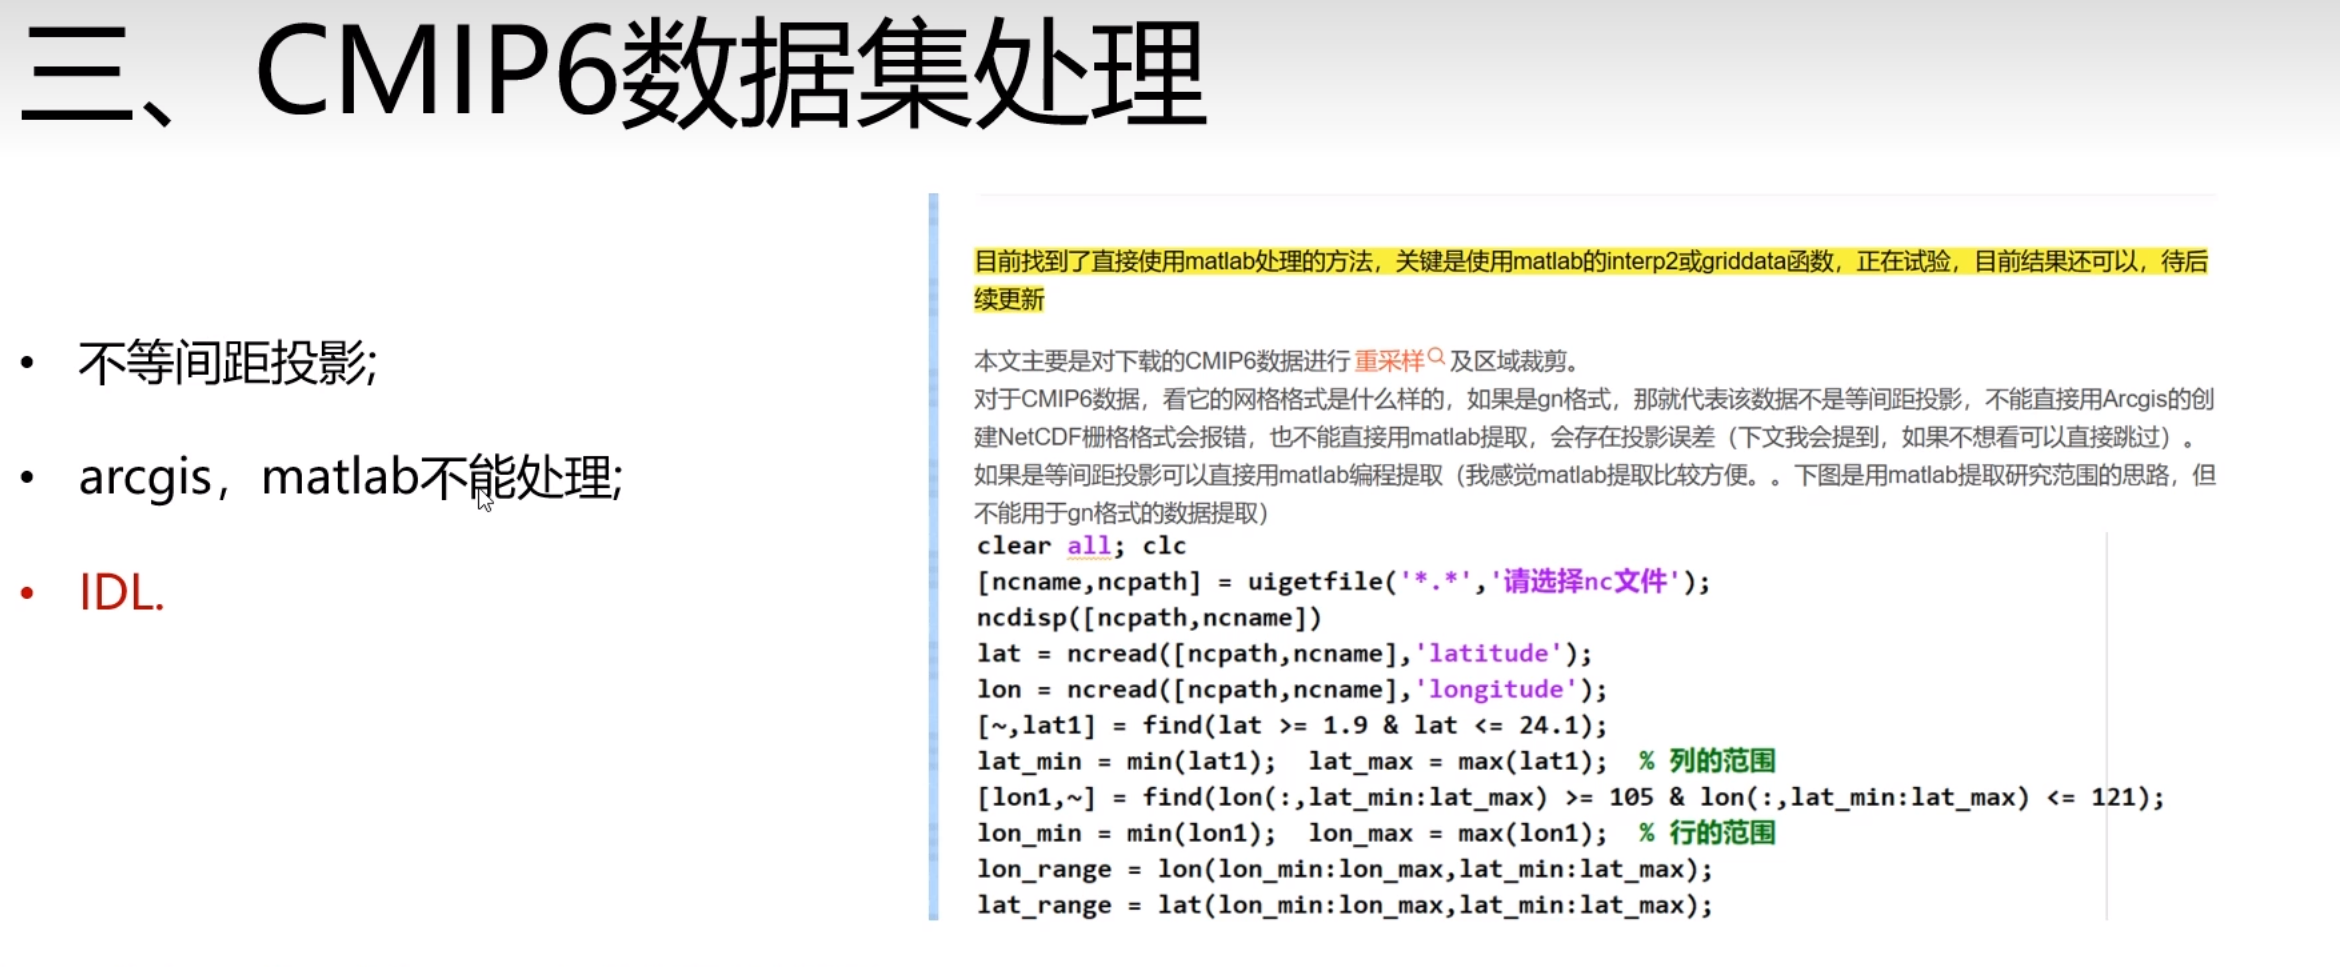 三、CMIP6数据集处理
• 不等间距投影;
• arcgis，matlab不能处理;
• IDL.
目前找到了直接使用matlab处理的方法，关键是使用matlab的interp2或griddata函数，正在试验，目前结果还可以，待后
续更新
本文主要是对下载的CMIP6数据进行 重采样 及区域裁剪。
对于CMIP6数据，看它的网格格式是什么样的，如果是gn格式，那就代表该数据不是等间距投影，不能直接用Arcgis的创
建NetCDF栅格格式会报错，也不能直接用matlab提取，会存在投影误差（下文我会提到，如果不想看可以直接跳过）。
如果是等间距投影可以直接用matlab编程提取（我感觉matlab提取比较方便。。下图是用matlab提取研究范围的思路，但
不能用于gn格式的数据提取）
clear all; clc
[ncname,ncpath] = uigetfile('*.*','请选择nc文件');
ncdisp([ncpath,ncname])
lat = ncread([ncpath,ncname],'latitude');
lon = ncread([ncpath,ncname],'longitude');
[~,lat1] = find(lat >= 1.9 & lat <= 24.1);
lat_min = min(lat1);  lat_max = max(lat1);  % 列的范围
[lon1,~] = find(lon(:,lat_min:lat_max) >= 105 & lon(:,lat_min:lat_max) <= 121);
lon_min = min(lon1);  lon_max = max(lon1);  % 行的范围
lon_range = lon(lon_min:lon_max,lat_min:lat_max);
lat_range = lat(lon_min:lon_max,lat_min:lat_max);